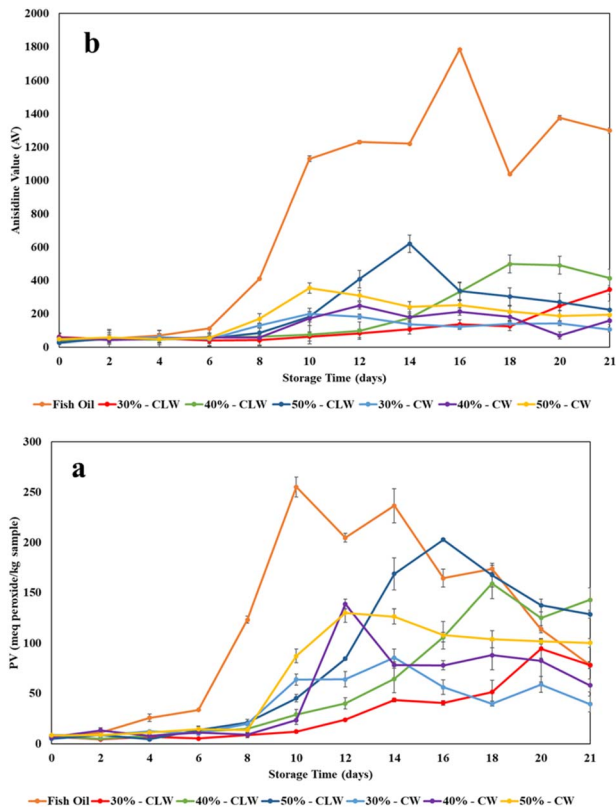 2000
b
1800
1600
1400
1200
1000
800
600
400
200
0
Anisidine Value (AV)
0 2 4 6 8 10 12 14 16 18 20 21
Storage Time (days)
Fish Oil 30% - CLW 40% - CLW 50% - CLW 30% - CW 40% - CW 50% - CW
300
a
250
200
150
100
50
0
PV (meq peroxide/kg sample)
0 2 4 6 8 10 12 14 16 18 20 21
Storage Time (days)
Fish Oil 30% - CLW 40% - CLW 50% - CLW 30% - CW 40% - CW 50% - CW